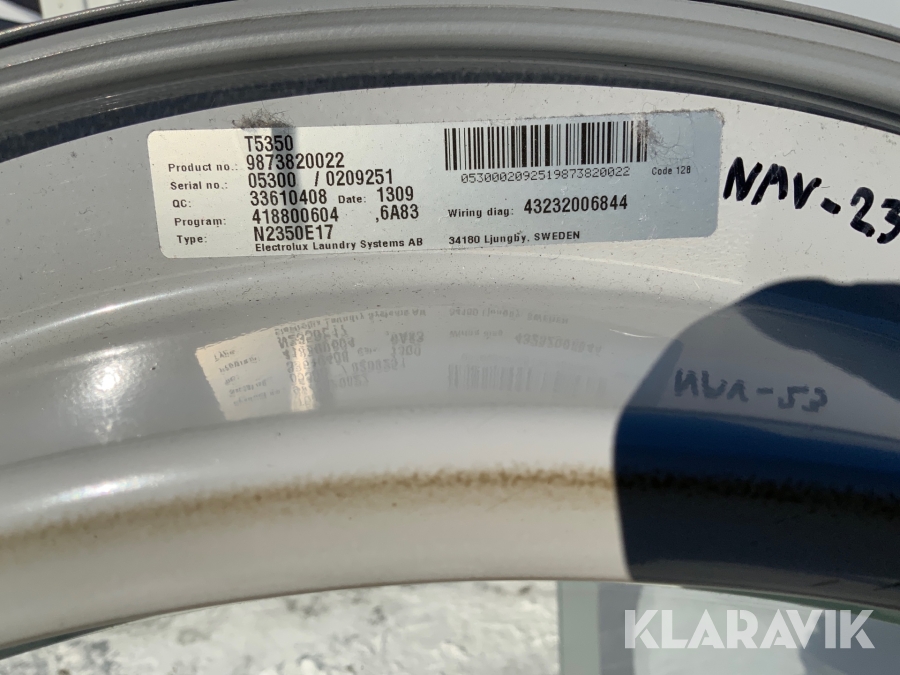 T5350
Product no.: 9873820022
Serial no.: 05300 / 0209251
QC: 33610408 Date: 1309
Program: 418800604 ,6A83
Type: N2350E17
Electrolux Laundry Systems AB
0530002092519873820022 Code 128
Wiring diag: 43232006844
34180 Ljungby, SWEDEN
NAV-23
KLARAVIK